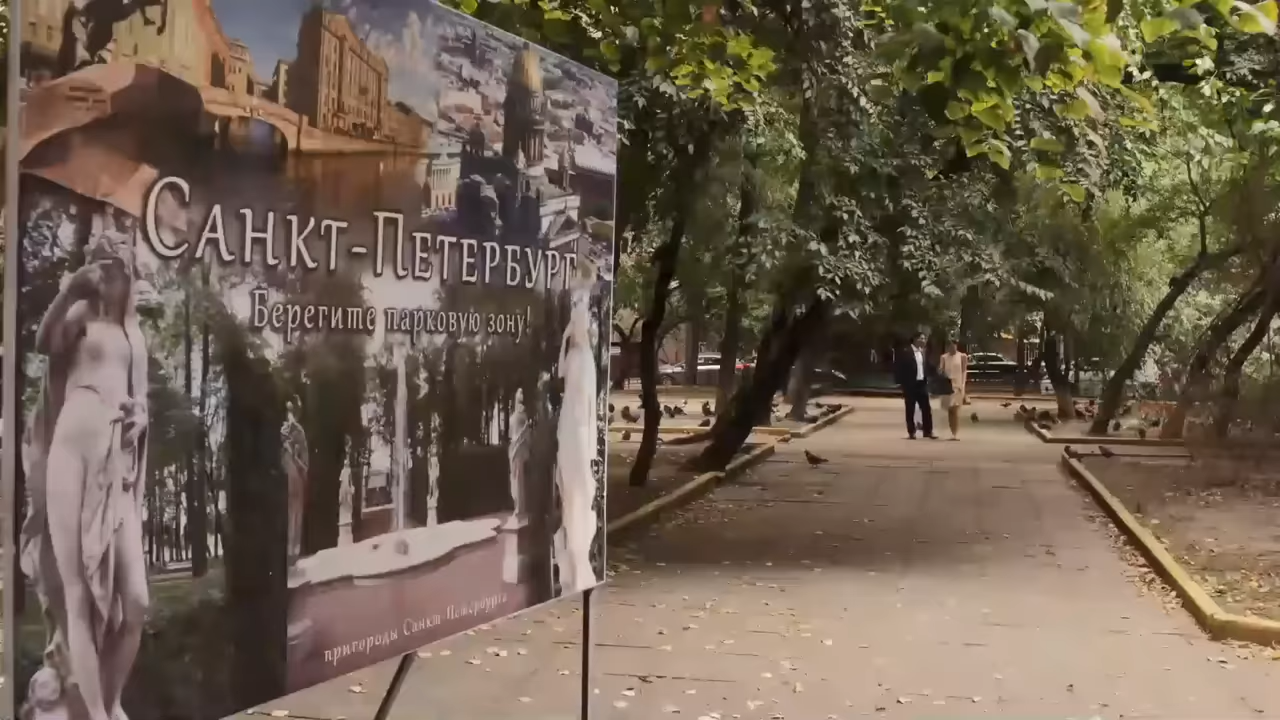 Санкт-Петербург
Берегите парковую зону!
пригороды Санкт-Петербурга